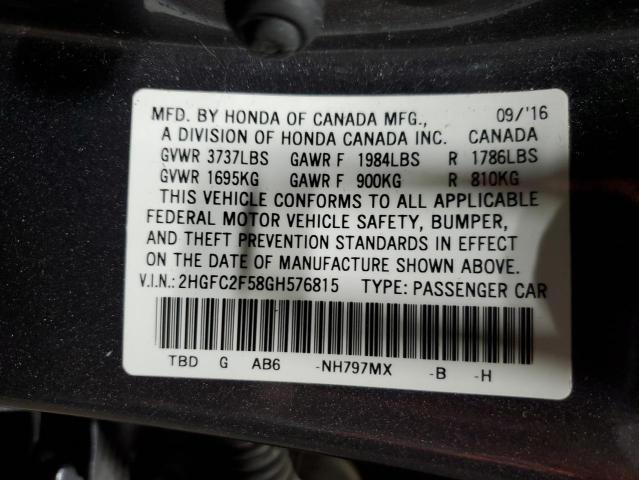 MFD. BY HONDA OF CANADA MFG., 09/'16
A DIVISION OF HONDA CANADA INC. CANADA
GVWR 3737LBS GAWR F 1984LBS R 1786LBS
GVWR 1695KG GAWR F 900KG R 810KG
THIS VEHICLE CONFORMS TO ALL APPLICABLE
FEDERAL MOTOR VEHICLE SAFETY, BUMPER,
AND THEFT PREVENTION STANDARDS IN EFFECT
ON THE DATE OF MANUFACTURE SHOWN ABOVE.
V.I.N.: 2HGFC2F58GH576815 TYPE: PASSENGER CAR
TBD G AB6 -NH797MX -B -H